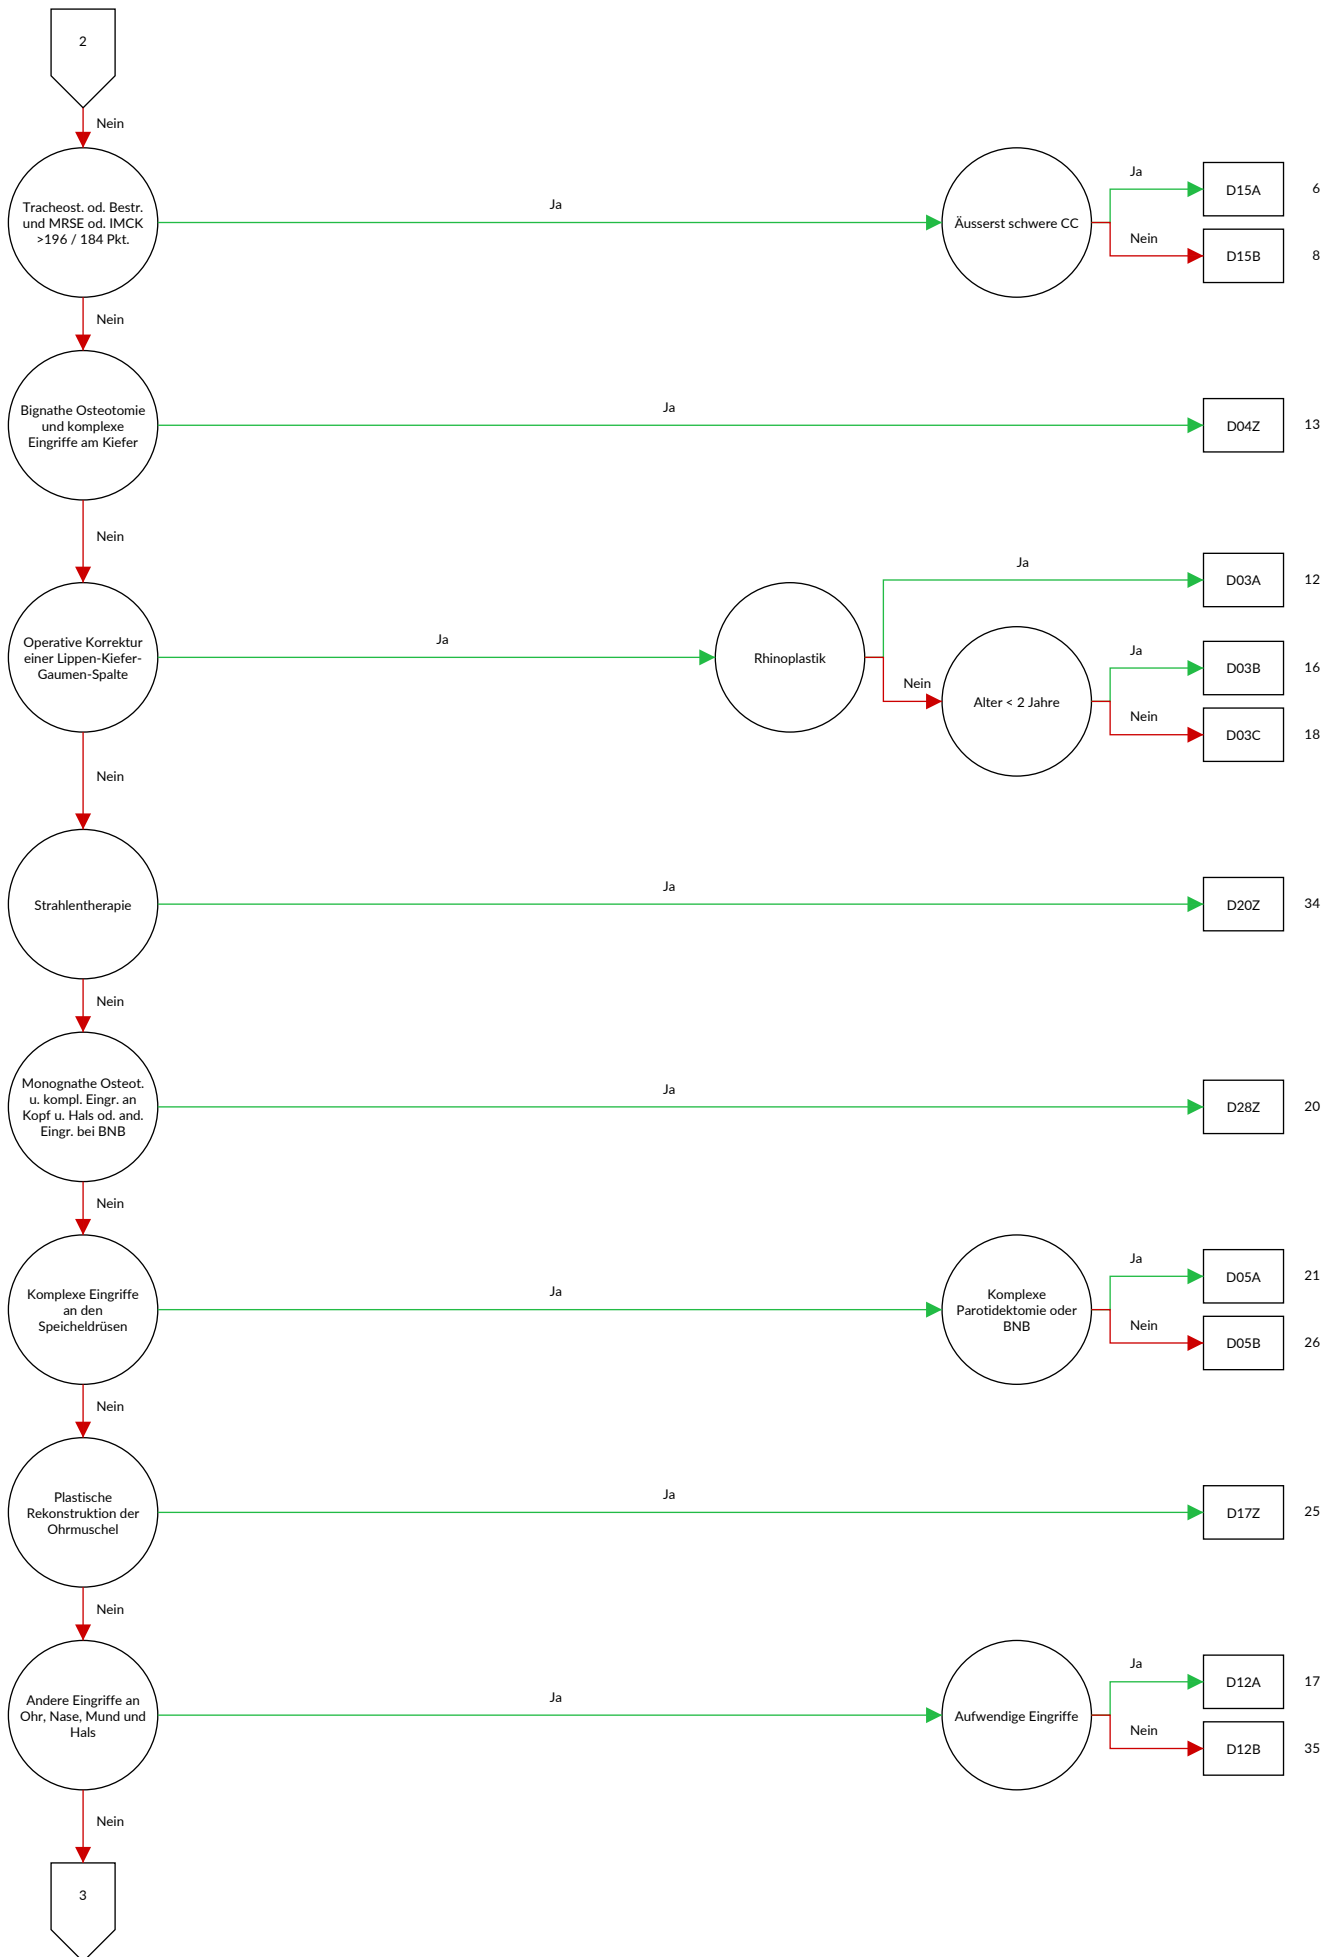 2
Nein
Tracheost. od. Bestr.
und MRSE od. IMCK
>196 / 184 Pkt.
Ja
Äusserst schwere CC
Ja
D15A
6
Nein
D15B
8
Nein
Bignathe Osteotomie
und komplexe
Eingriffe am Kiefer
Ja
D04Z
13
Nein
Operative Korrektur
einer Lippen-Kiefer-
Gaumen-Spalte
Ja
Rhinoplastik
Ja
D03A
12
Nein
Alter < 2 Jahre
Ja
D03B
16
Nein
D03C
18
Nein
Strahlentherapie
Ja
D20Z
34
Nein
Monognathe Osteot.
u. kompl. Eingr. an
Kopf u. Hals od. and.
Eingr. bei BNB
Ja
D28Z
20
Nein
Komplexe Eingriffe
an den
Speicheldrüsen
Ja
Komplexe
Parotidektomie oder
BNB
Ja
D05A
21
Nein
D05B
26
Nein
Plastische
Rekonstruktion der
Ohrmuschel
Ja
D17Z
25
Nein
Andere Eingriffe an
Ohr, Nase, Mund und
Hals
Ja
Aufwendige Eingriffe
Ja
D12A
17
Nein
D12B
35
Nein
3